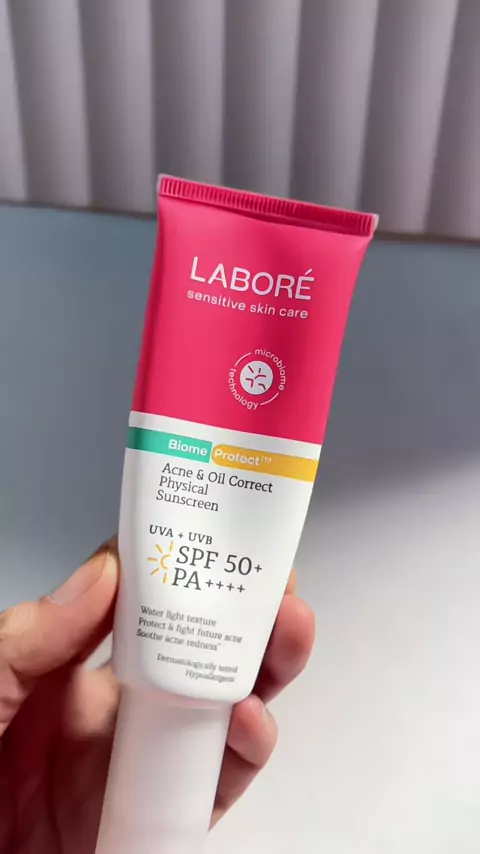 LABORÉ
sensitive skin care
microbiome
technology
Biome Protect™
Acne & Oil Correct
Physical
Sunscreen
UVA + UVB
SPF 50+
PA ++++
Water light texture
Protect & fight future acne
Soothe acne redness*
Dermatologically tested
Hypoallergenic